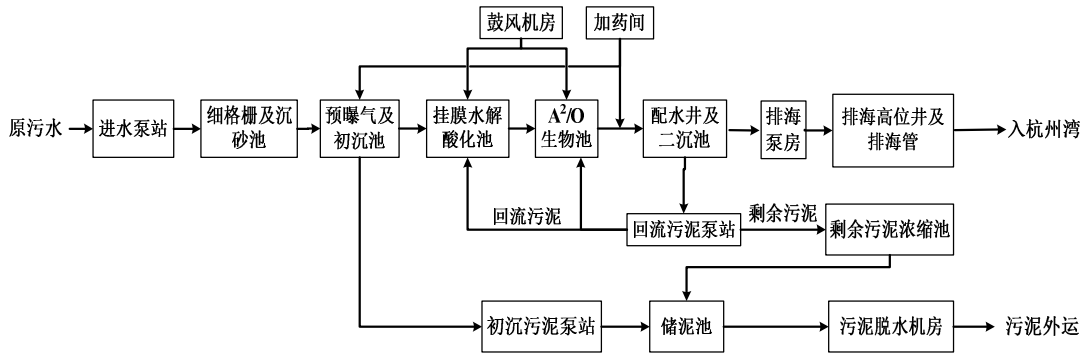 鼓风机房
加药间
原污水
进水泵站
细格栅及沉
砂池
预曝气及
初沉池
挂膜水解
酸化池
A²/O
生物池
配水井及
二沉池
排海
泵房
排海高位井及
排海管
入杭州湾
回流污泥
回流污泥泵站
剩余污泥
剩余污泥浓缩池
初沉污泥泵站
储泥池
污泥脱水机房
污泥外运